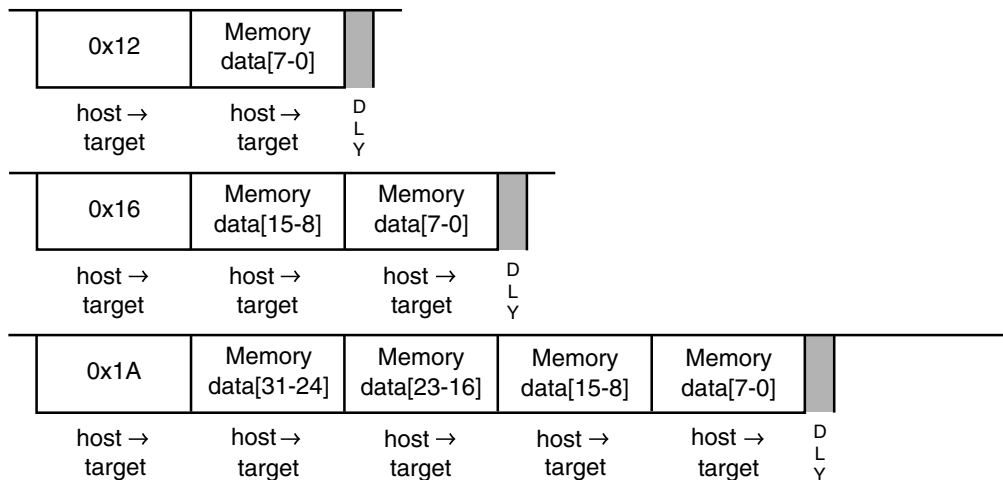 0x12 Memory
data[7-0]
host → host → D
target target L
Y
0x16 Memory Memory
data[15-8] data[7-0]
host → host → host → D
target target target L
Y
0x1A Memory Memory Memory Memory
data[31-24] data[23-16] data[15-8] data[7-0]
host → host → host → host → host → D
target target target target target L
Y